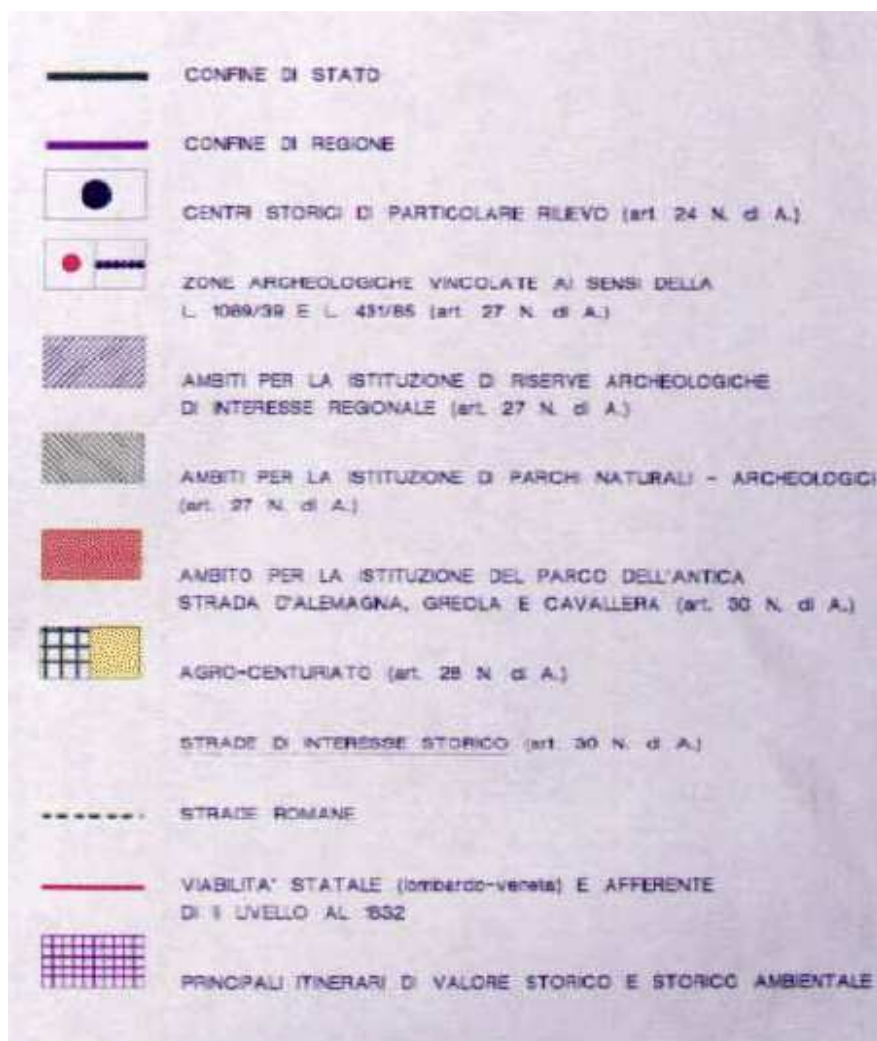 CONFINE DI STATO
CONFINE DI REGIONE
CENTRI STORICI DI PARTICOLARE RILIEVO (art. 24 N. di A.)
ZONE ARCHEOLOGICHE VINCOLATE AI SENSI DELLA
L. 1089/39 E L. 431/85 (art. 27 N. di A.)
AMBITI PER LA ISTITUZIONE DI RISERVE ARCHEOLOGICHE
DI INTERESSE REGIONALE (art. 27 N. di A.)
AMBITI PER LA ISTITUZIONE DI PARCHI NATURALI - ARCHEOLOGICI
(art. 27 N. di A.)
AMBITO PER LA ISTITUZIONE DEL PARCO DELL'ANTICA
STRADA D'ALEMAGNA, GREOLA E CAVALLERA (art. 30 N. di A.)
AGRO-CENTURIATO (art. 28 N. di A.)
STRADE DI INTERESSE STORICO (art. 30 N. di A.)
STRADE ROMANE
VIABILITA' STATALE (lombardo-veneta) E AFFERENTE
DI II LIVELLO AL 1832
PRINCIPALI ITINERARI DI VALORE STORICO E STORICO AMBIENTALE